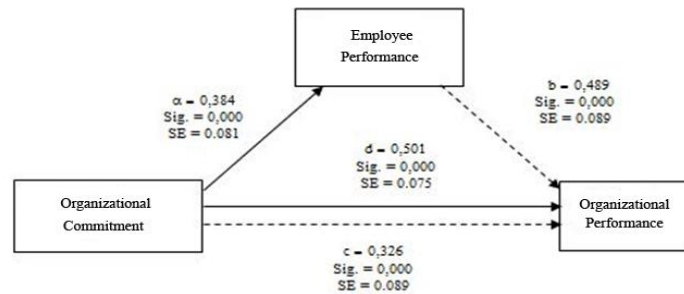 Employee
Performance
α = 0,384
Sig. = 0,000
SE = 0.081
b = 0,489
Sig. = 0,000
SE = 0.089
d = 0,501
Sig. = 0,000
SE = 0.075
Organizational
Commitment
Organizational
Performance
c = 0,326
Sig. = 0,000
SE = 0.089